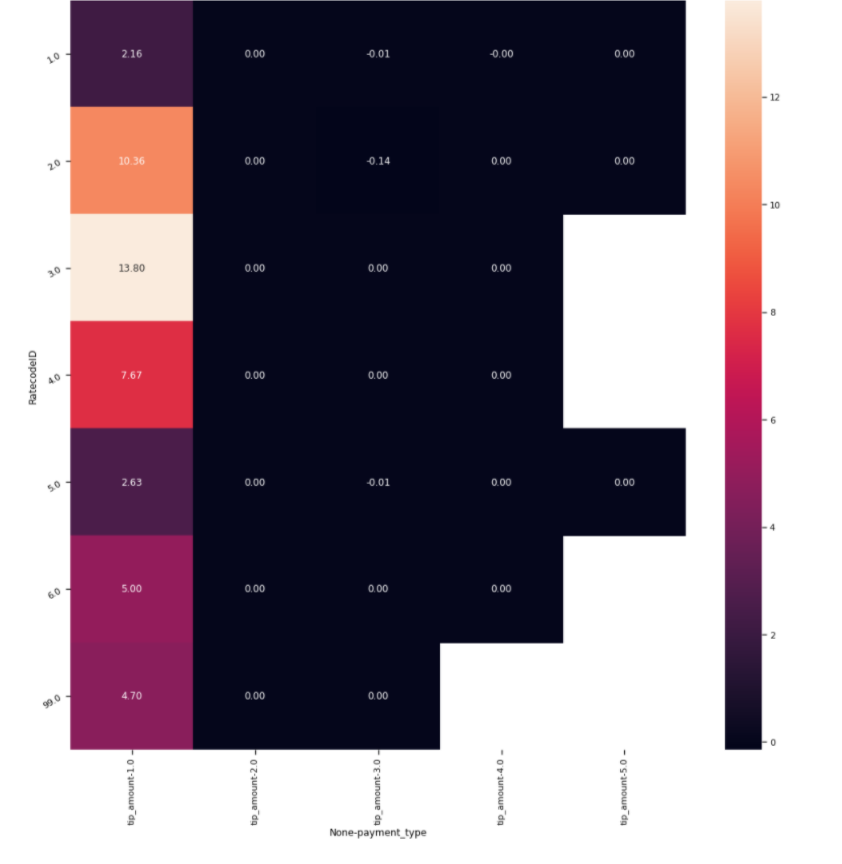 1.0 2.16 0.00 -0.01 -0.00 0.00
12
2.0 10.36 0.00 -0.14 0.00 0.00
10
3.0 13.80 0.00 0.00 0.00
8
RatecodeID
4.0 7.67 0.00 0.00 0.00
6
5.0 2.63 0.00 -0.01 0.00 0.00
4
6.0 5.00 0.00 0.00 0.00
2
99.0 4.70 0.00 0.00
0
tip_amount-1.0
tip_amount-2.0
tip_amount-3.0
tip_amount-4.0
tip_amount-5.0
None-payment_type